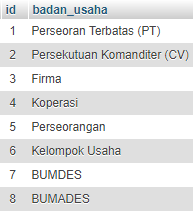 id badan_usaha
1 Perseoran Terbatas (PT)
2 Persekutuan Komanditer (CV)
3 Firma
4 Koperasi
5 Perseorangan
6 Kelompok Usaha
7 BUMDES
8 BUMADES